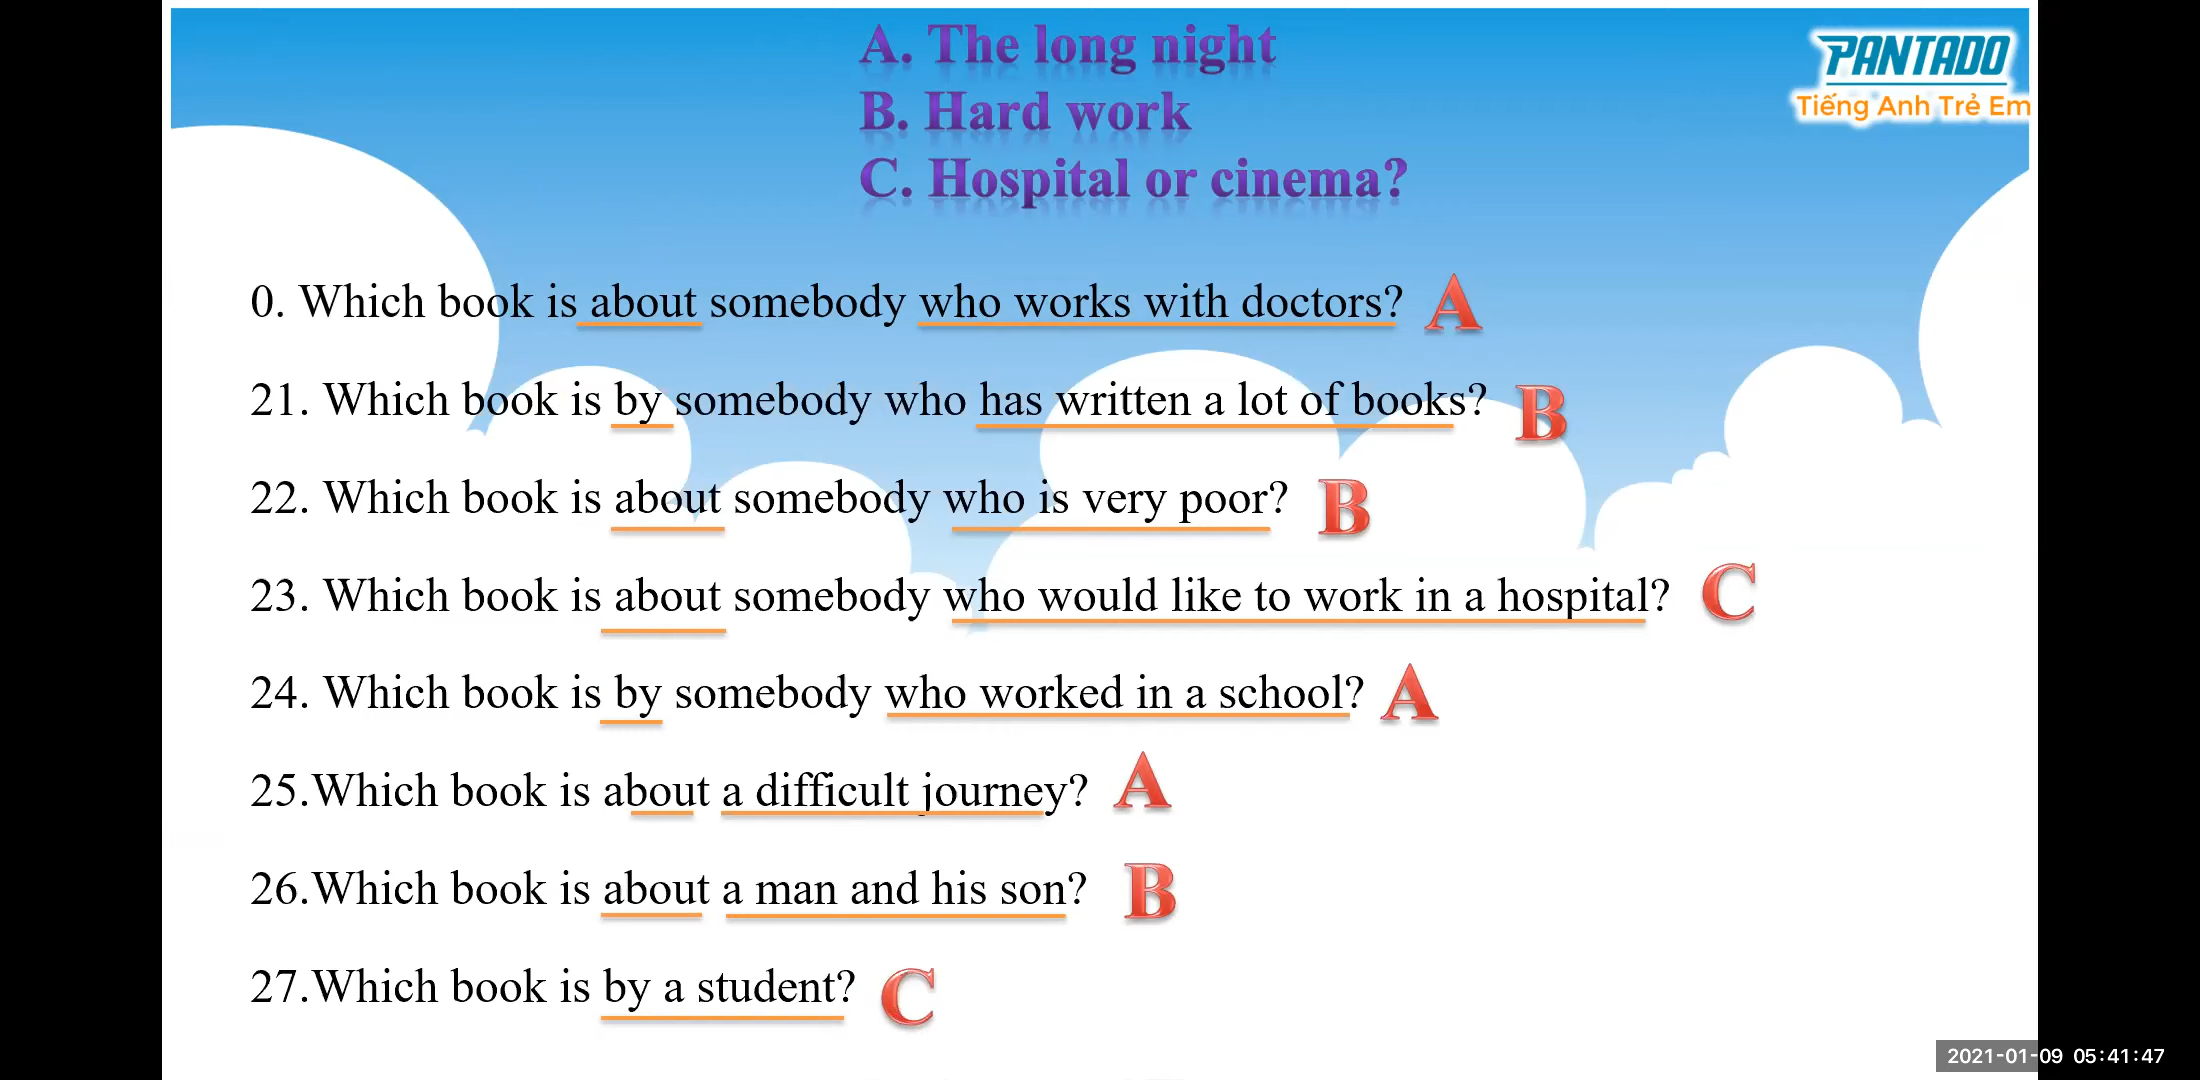 A. The long night
B. Hard work
C. Hospital or cinema?
PANTADO
Tiếng Anh Trẻ Em
0. Which book is about somebody who works with doctors? A
21. Which book is by somebody who has written a lot of books? B
22. Which book is about somebody who is very poor? B
23. Which book is about somebody who would like to work in a hospital? C
24. Which book is by somebody who worked in a school? A
25.Which book is about a difficult journey? A
26.Which book is about a man and his son? B
27.Which book is by a student? C
2021-01-09 05:41:47